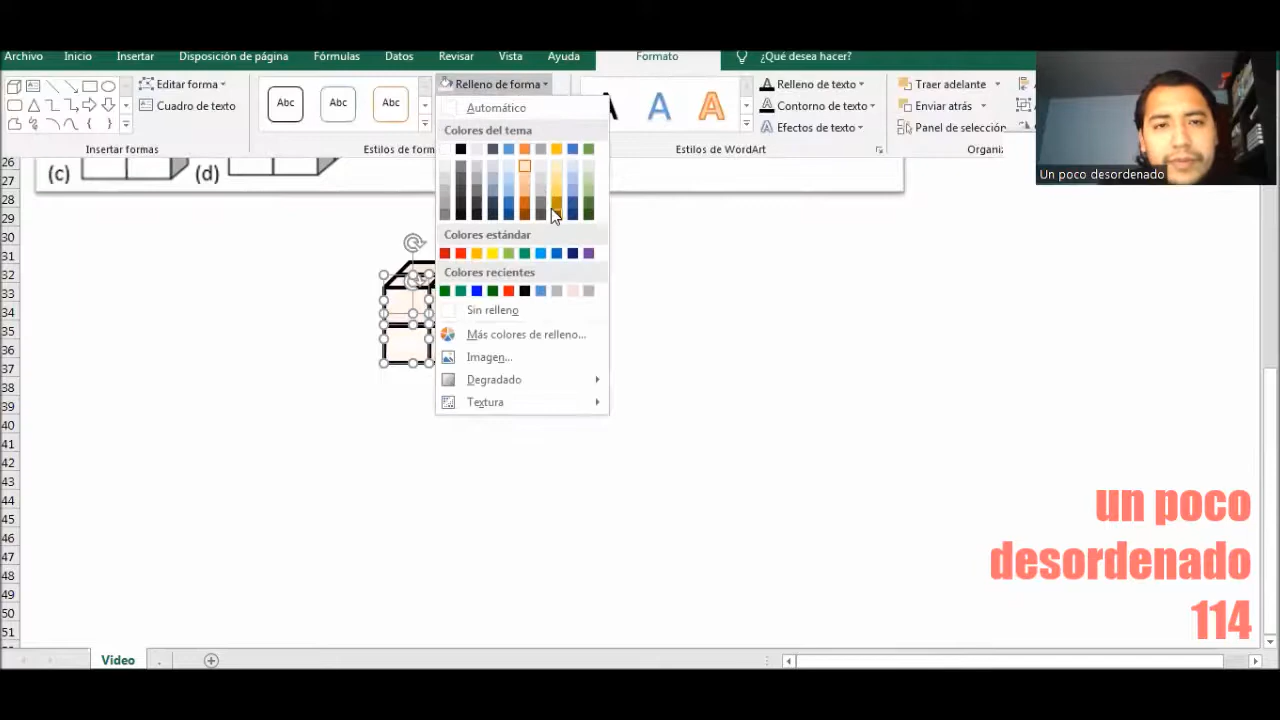 Archivo Inicio Insertar Disposición de página Fórmulas Datos Revisar Vista Ayuda Formato ¿Qué desea hacer?
Editar forma
Cuadro de texto
Insertar formas
Abc Abc Abc
Estilos de
Relleno de forma
Automático
Colores del tema
Colores estándar
Colores recientes
Sin relleno
Más colores de relleno...
Imagen...
Degradado
Textura
A A A
Estilos de WordArt
Relleno de texto
Contorno de texto
Efectos de texto
Traer adelante
Enviar atrás
Panel de selección
Organiz
Un poco desordenado
26
27
28
29
30
31
32
33
34
35
36
37
38
39
40
41
42
43
44
45
46
47
48
49
50
51
(c) (d)
un poco
desordenado
114
Video .